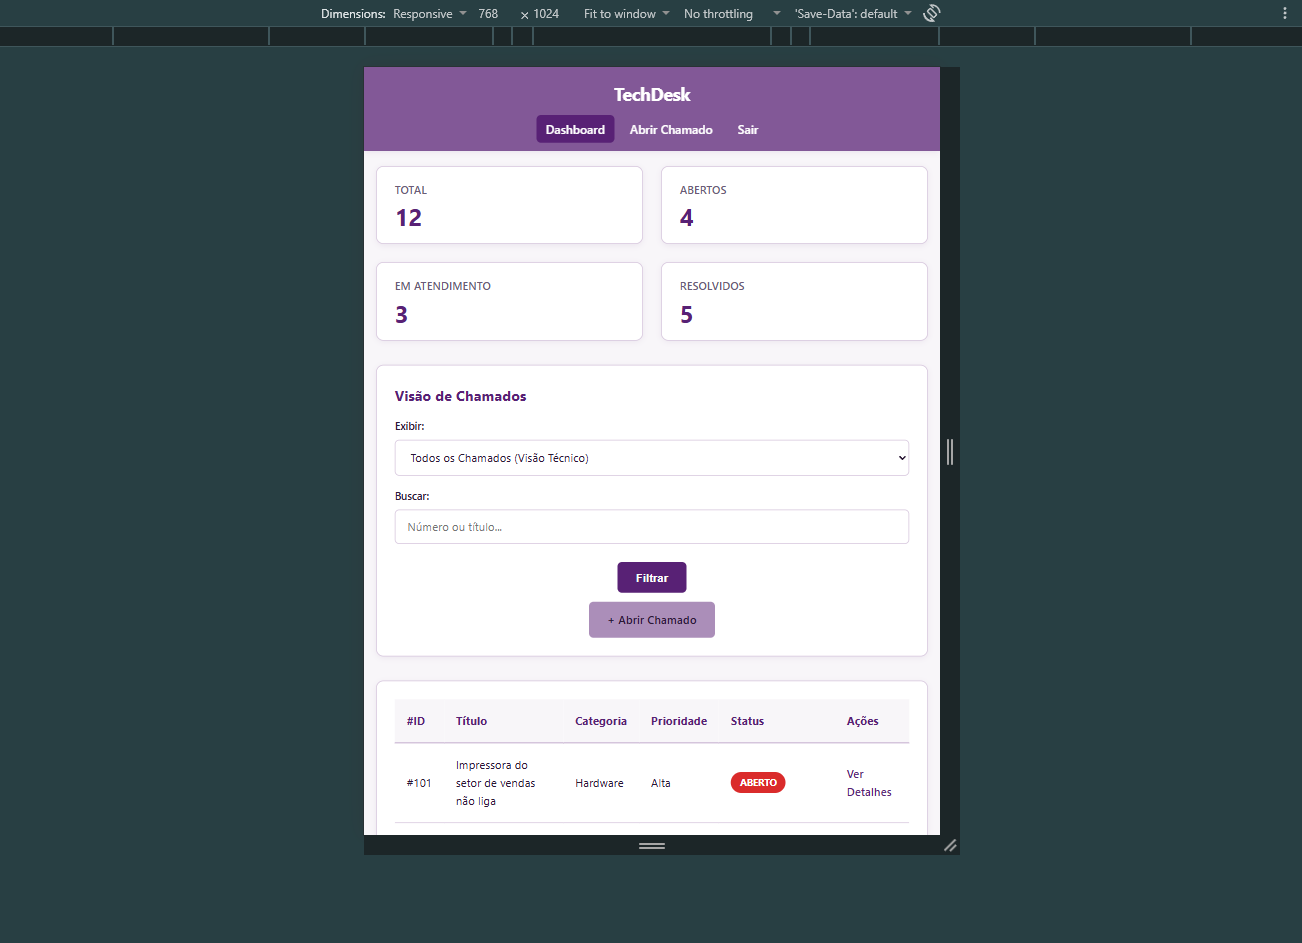 Dimensions: Responsive 768 × 1024 Fit to window No throttling 'Save-Data': default
TechDesk
Dashboard Abrir Chamado Sair
TOTAL
12
ABERTOS
4
EM ATENDIMENTO
3
RESOLVIDOS
5
Visão de Chamados
Exibir:
Todos os Chamados (Visão Técnico)
Buscar:
Número ou título...
Filtrar
+ Abrir Chamado
#ID Título Categoria Prioridade Status Ações
#101 Impressora do setor de vendas não liga Hardware Alta ABERTO Ver Detalhes